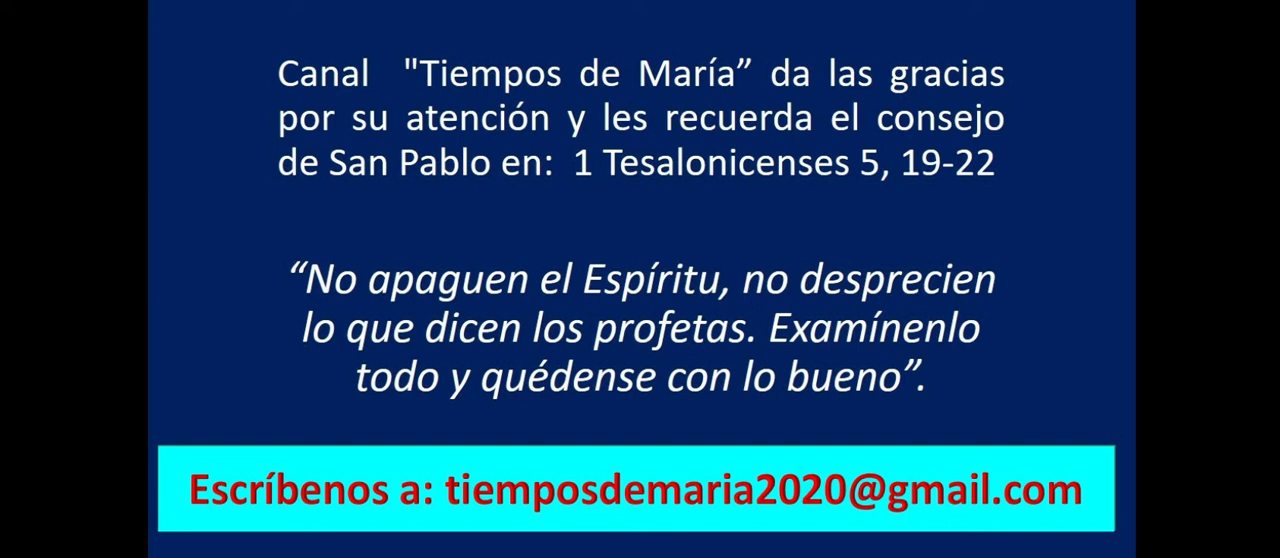 Canal "Tiempos de María” da las gracias
por su atención y les recuerda el consejo
de San Pablo en: 1 Tesalonicenses 5, 19-22
“No apaguen el Espíritu, no desprecien
lo que dicen los profetas. Examínenlo
todo y quédense con lo bueno”.
Escríbenos a: tiemposdemaria2020@gmail.com